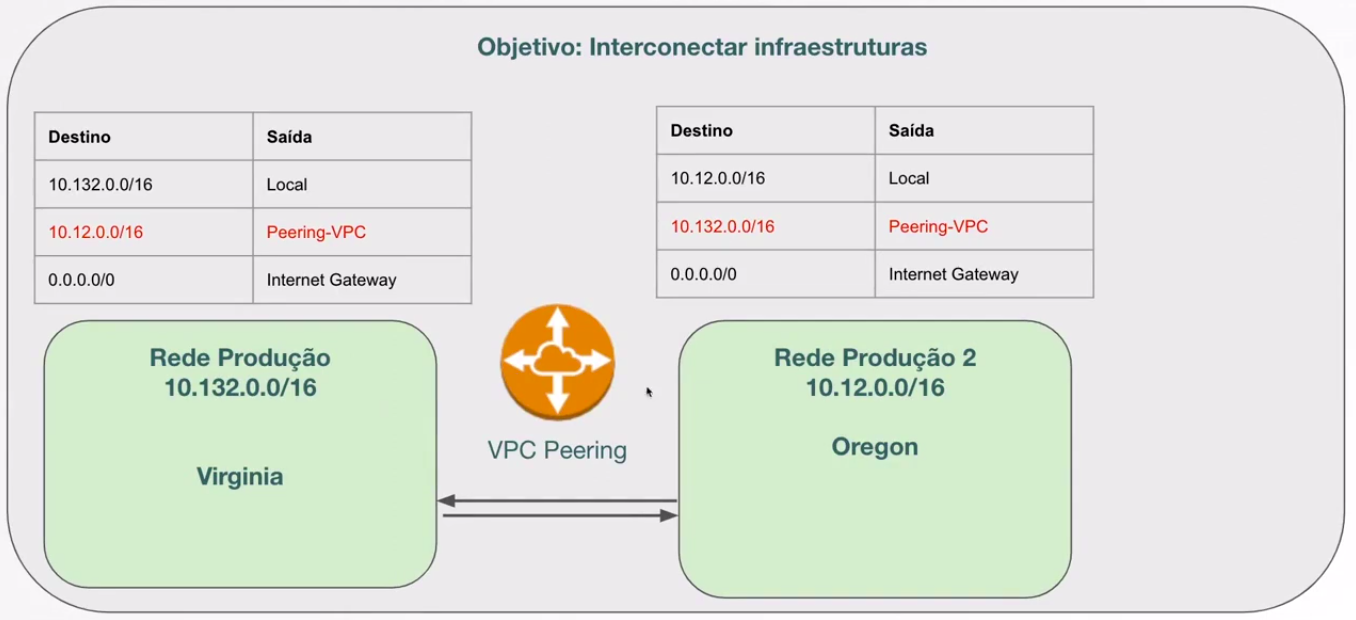 Objetivo: Interconectar infraestruturas
Destino Saída
10.132.0.0/16 Local
10.12.0.0/16 Peering-VPC
0.0.0.0/0 Internet Gateway
Destino Saída
10.12.0.0/16 Local
10.132.0.0/16 Peering-VPC
0.0.0.0/0 Internet Gateway
Rede Produção
10.132.0.0/16
Virginia
VPC Peering
Rede Produção 2
10.12.0.0/16
Oregon